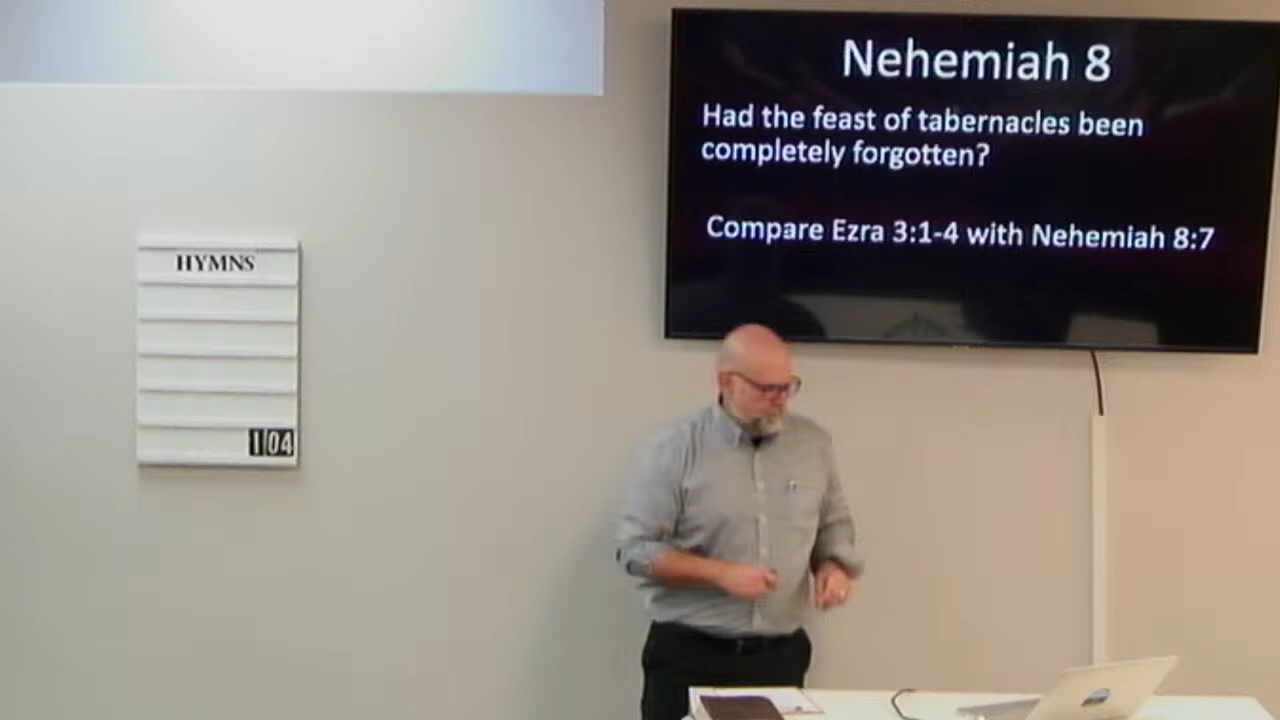 Nehemiah 8
Had the feast of tabernacles been
completely forgotten?
Compare Ezra 3:1-4 with Nehemiah 8:7
HYMNS
104